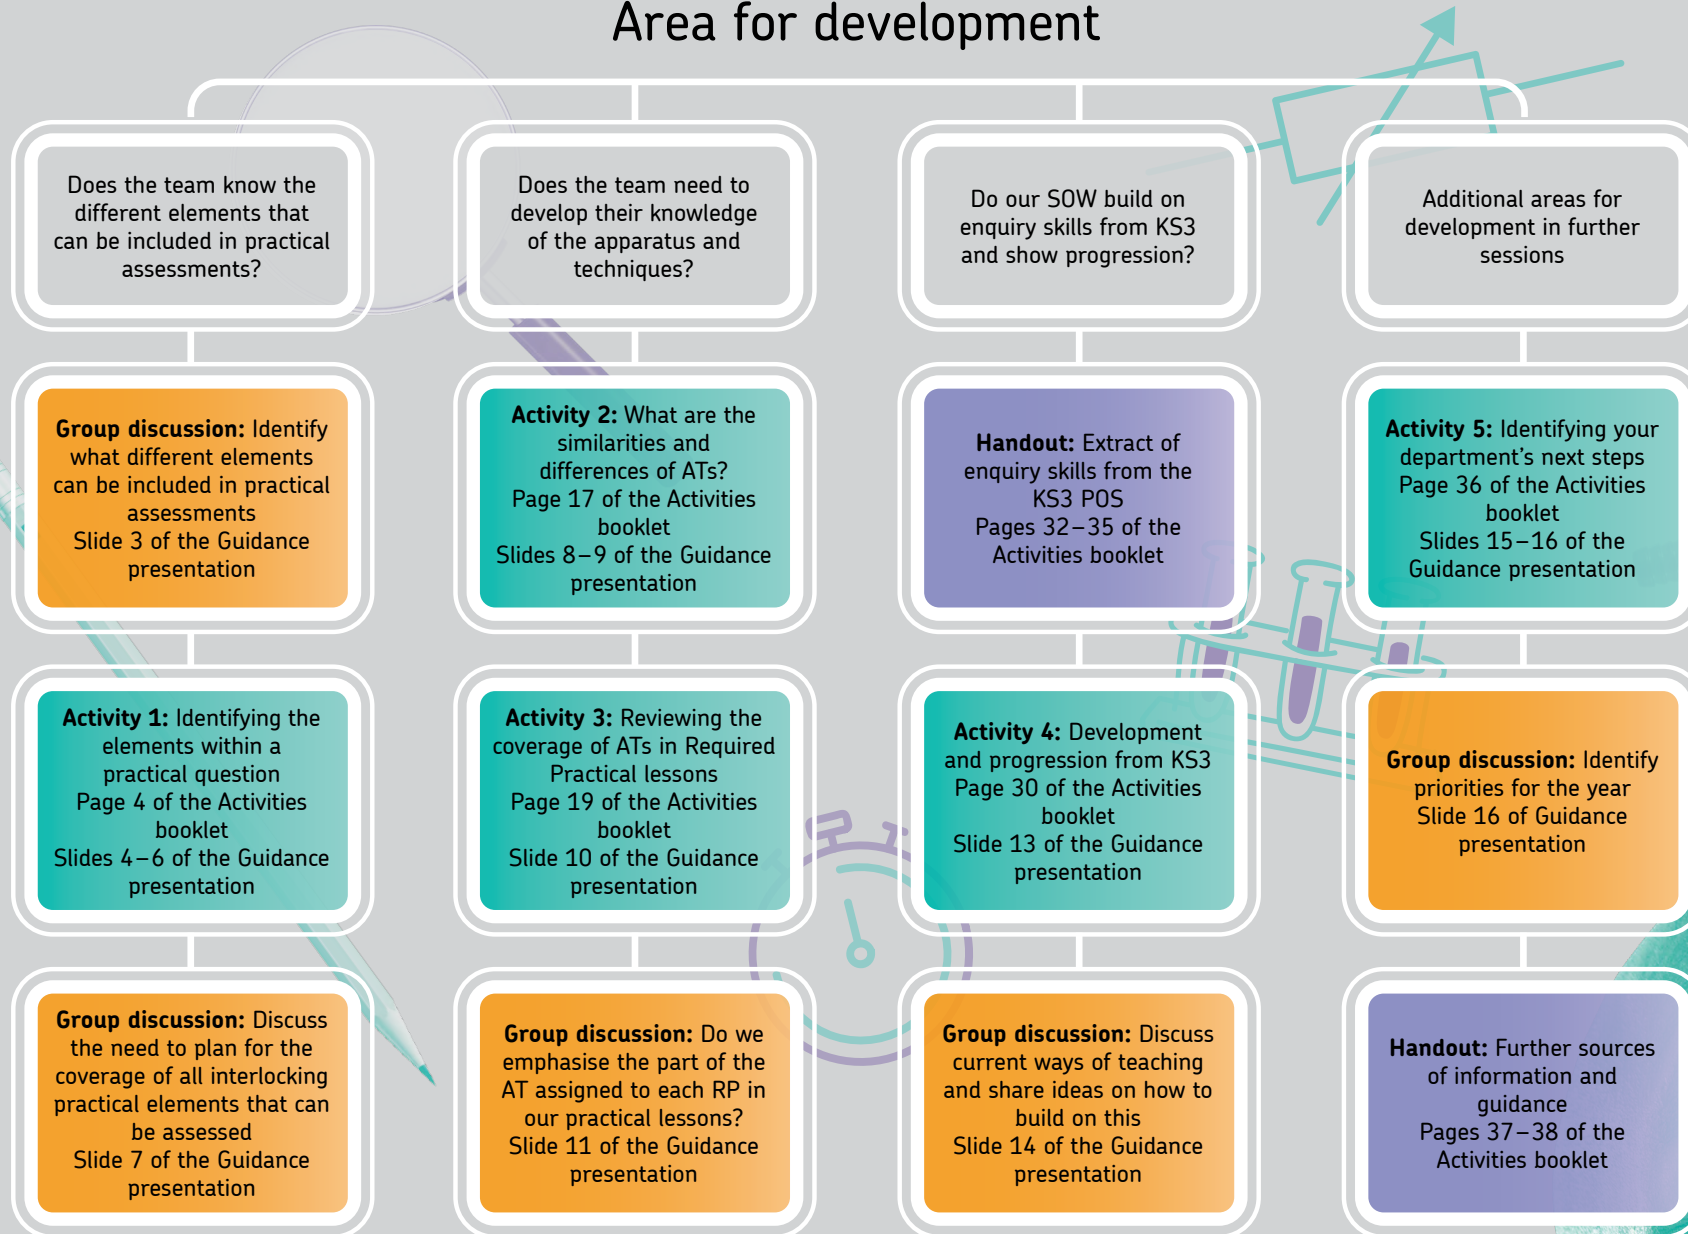 Area for development
Does the team know the
different elements that
can be included in practical
assessments?
Group discussion: Identify
what different elements
can be included in practical
assessments
Slide 3 of the Guidance
presentation
Activity 1: Identifying the
elements within a
practical question
Page 4 of the Activities
booklet
Slides 4–6 of the Guidance
presentation
Group discussion: Discuss
the need to plan for the
coverage of all interlocking
practical elements that can
be assessed
Slide 7 of the Guidance
presentation
Does the team need to
develop their knowledge
of the apparatus and
techniques?
Activity 2: What are the
similarities and
differences of ATs?
Page 17 of the Activities
booklet
Slides 8–9 of the Guidance
presentation
Activity 3: Reviewing the
coverage of ATs in Required
Practical lessons
Page 19 of the Activities
booklet
Slide 10 of the Guidance
presentation
Group discussion: Do we
emphasise the part of the
AT assigned to each RP in
our practical lessons?
Slide 11 of the Guidance
presentation
Do our SOW build on
enquiry skills from KS3
and show progression?
Handout: Extract of
enquiry skills from the
KS3 POS
Pages 32–35 of the
Activities booklet
Activity 4: Development
and progression from KS3
Page 30 of the Activities
booklet
Slide 13 of the Guidance
presentation
Group discussion: Discuss
current ways of teaching
and share ideas on how to
build on this
Slide 14 of the Guidance
presentation
Additional areas for
development in further
sessions
Activity 5: Identifying your
department's next steps
Page 36 of the Activities
booklet
Slides 15–16 of the
Guidance presentation
Group discussion: Identify
priorities for the year
Slide 16 of Guidance
presentation
Handout: Further sources
of information and
guidance
Pages 37–38 of the
Activities booklet